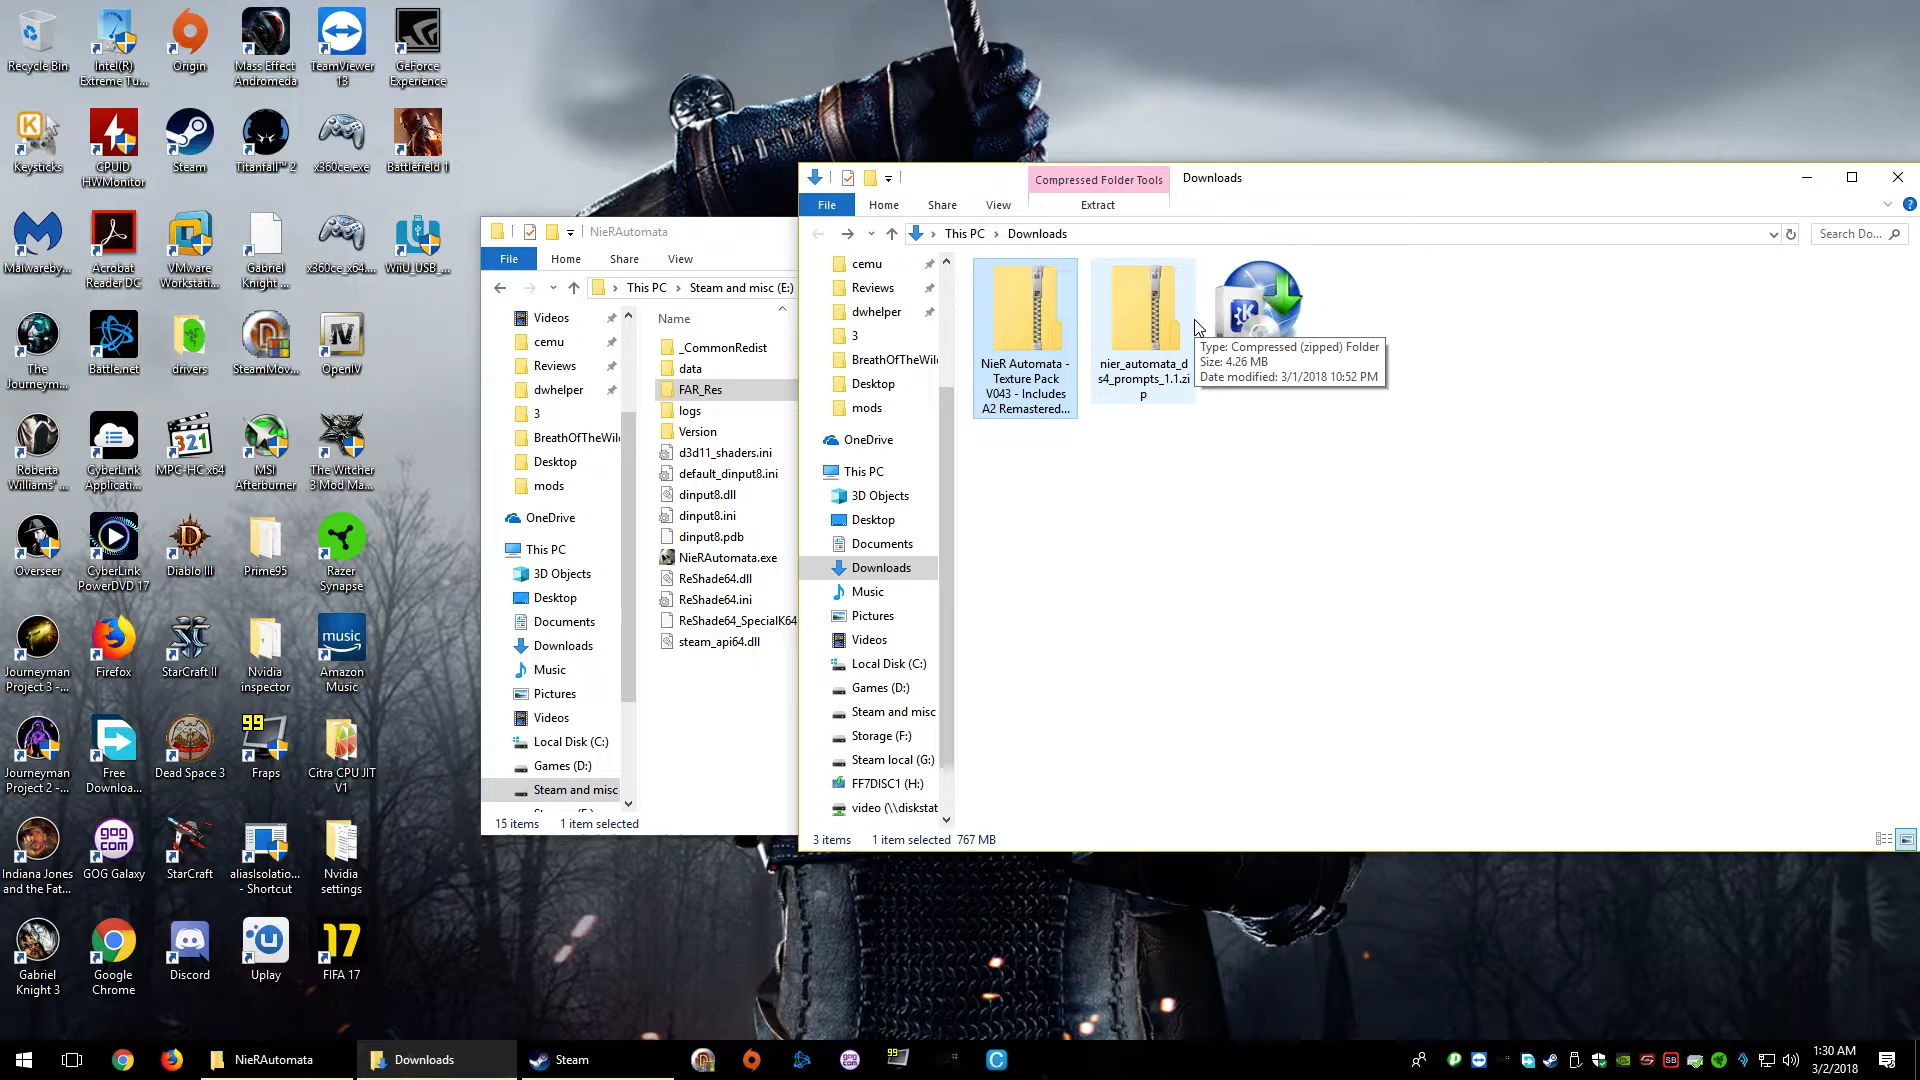 Recycle Bin
Intel(R)
Extreme Tu...
Origin
Mass Effect
Andromeda
TeamViewer
13
GeForce
Experience
Keysticks
CPUID
HWMonitor
Steam
Titanfall™ 2
x360ce.exe
Battlefield 1
Malwareby...
Acrobat
Reader DC
VMware
Workstati...
Gabriel
Knight ...
x360ce_x64....
WiiU_USB_...
The
Journeym...
Battle.net
drivers
SteamMov...
OpenIV
Roberta
Williams' ...
CyberLink
Applicati...
MPC-HC x64
MSI
Afterburner
The Witcher
3 Mod Ma...
Overseer
CyberLink
PowerDVD 17
Diablo III
Prime95
Razer
Synapse
Journeyman
Project 3 -...
Firefox
StarCraft II
Nvidia
inspector
music
Amazon
Music
Journeyman
Project 2 -...
Free
Downloa...
Dead Space 3
99
Fraps
Citra CPU JIT
V1
Indiana Jones
and the Fat...
GOG
COM
GOG Galaxy
StarCraft
aliasIsolatio...
- Shortcut
Nvidia
settings
Gabriel
Knight 3
Google
Chrome
Discord
Uplay
17
FIFA 17
NieRAutomata
File
Home
Share
View
This PC
Steam and misc (E:)
Videos
cemu
Reviews
dwhelper
3
BreathOfTheWil
Desktop
mods
OneDrive
This PC
3D Objects
Desktop
Documents
Downloads
Music
Pictures
Videos
Local Disk (C:)
Games (D:)
Steam and misc
Name
_CommonRedist
data
FAR_Res
logs
Version
d3d11_shaders.ini
default_dinput8.ini
dinput8.dll
dinput8.ini
dinput8.pdb
NieRAutomata.exe
ReShade64.dll
ReShade64.ini
ReShade64_SpecialK64
steam_api64.dll
15 items
1 item selected
Compressed Folder Tools
Downloads
File
Home
Share
View
Extract
This PC
Downloads
Search Do...
cemu
Reviews
dwhelper
3
BreathOfTheWil
Desktop
mods
OneDrive
This PC
3D Objects
Desktop
Documents
Downloads
Music
Pictures
Videos
Local Disk (C:)
Games (D:)
Steam and misc
Storage (F:)
Steam local (G:)
FF7DISC1 (H:)
video (\\diskstat
NieR Automata -
Texture Pack
V043 - Includes
A2 Remastered...
nier_automata_d
s4_prompts_1.1.zi
p
Type: Compressed (zipped) Folder
Size: 4.26 MB
Date modified: 3/1/2018 10:52 PM
3 items
1 item selected 767 MB
NieRAutomata
Downloads
Steam
1:30 AM
3/2/2018